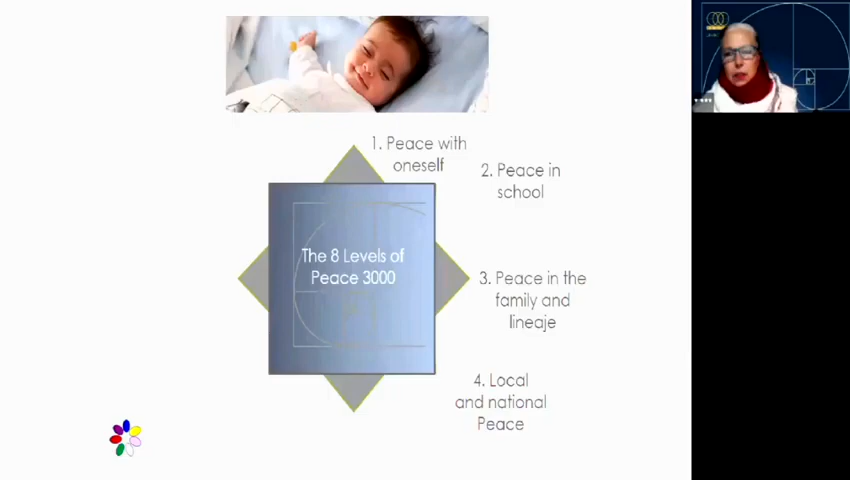 1. Peace with
oneself
2. Peace in
school
The 8 Levels of
Peace 3000
3. Peace in the
family and
lineaje
4. Local
and national
Peace